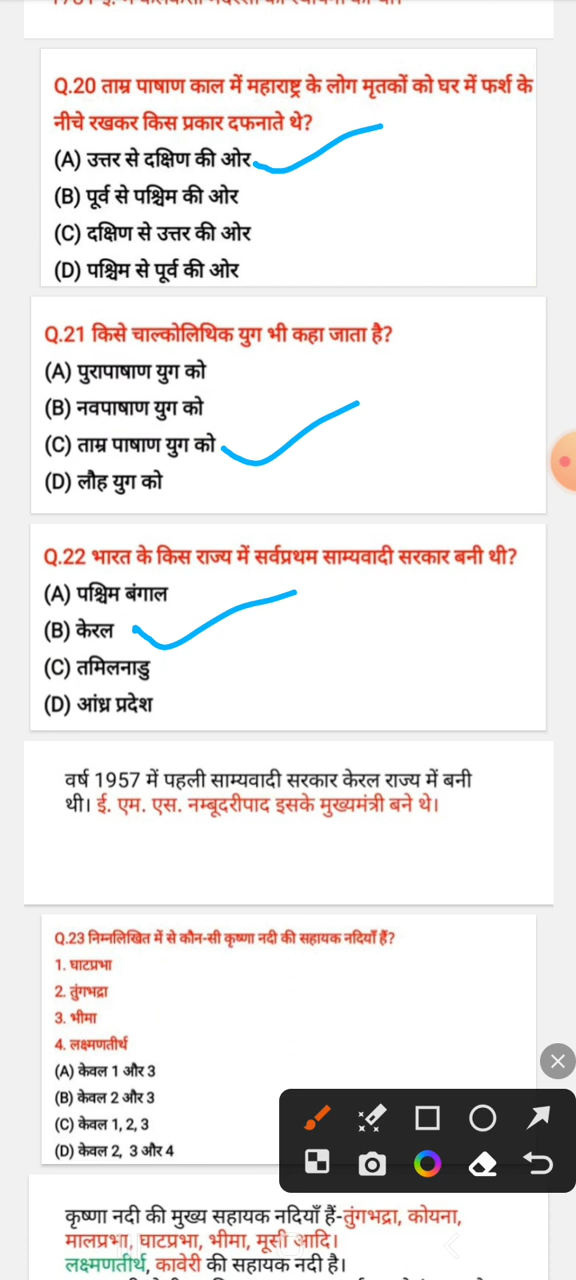 Q.20 ताम्र पाषाण काल में महाराष्ट्र के लोग मृतकों को घर में फर्श के
नीचे रखकर किस प्रकार दफनाते थे?
(A) उत्तर से दक्षिण की ओर
(B) पूर्व से पश्चिम की ओर
(C) दक्षिण से उत्तर की ओर
(D) पश्चिम से पूर्व की ओर
Q.21 किसे चाल्कोलिथिक युग भी कहा जाता है?
(A) पुरापाषाण युग को
(B) नवपाषाण युग को
(C) ताम्र पाषाण युग को
(D) लौह युग को
Q.22 भारत के किस राज्य में सर्वप्रथम साम्यवादी सरकार बनी थी?
(A) पश्चिम बंगाल
(B) केरल
(C) तमिलनाडु
(D) आंध्र प्रदेश
वर्ष 1957 में पहली साम्यवादी सरकार केरल राज्य में बनी
थी। ई. एम. एस. नम्बूदरीपाद इसके मुख्यमंत्री बने थे।
Q.23 निम्नलिखित में से कौन-सी कृष्णा नदी की सहायक नदियाँ हैं?
1. घाटप्रभा
2. तुंगभद्रा
3. भीमा
4. लक्ष्मणतीर्थ
(A) केवल 1 और 3
(B) केवल 2 और 3
(C) केवल 1, 2, 3
(D) केवल 2, 3 और 4
कृष्णा नदी की मुख्य सहायक नदियाँ हैं-तुंगभद्रा, कोयना,
मालप्रभा, घाटप्रभा, भीमा, मूसी आदि।
लक्ष्मणतीर्थ, कावेरी की सहायक नदी है।